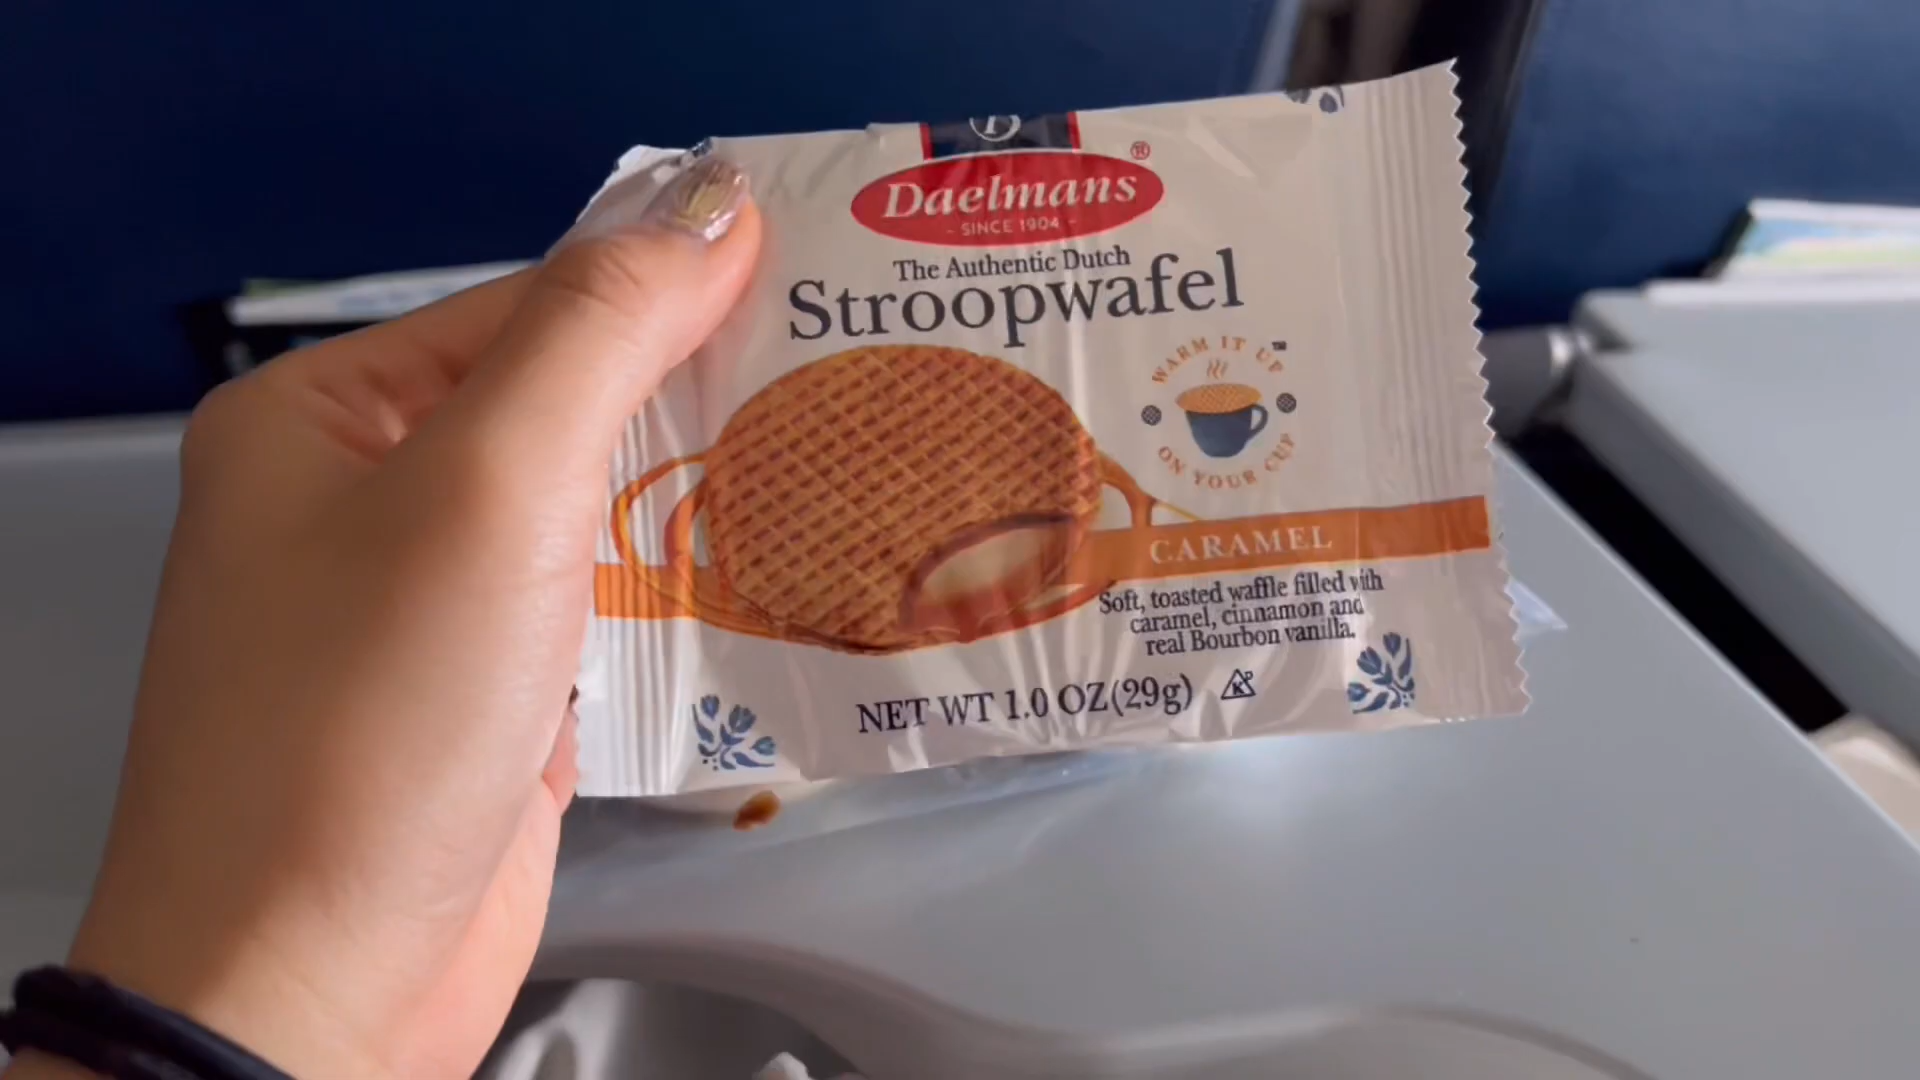 Daelmans®
- SINCE 1904 -
The Authentic Dutch
Stroopwafel
WARM IT UP™
ON YOUR CUP
CARAMEL
Soft, toasted waffle filled with
caramel, cinnamon and
real Bourbon vanilla.
NET WT 1.0 OZ(29g) K P